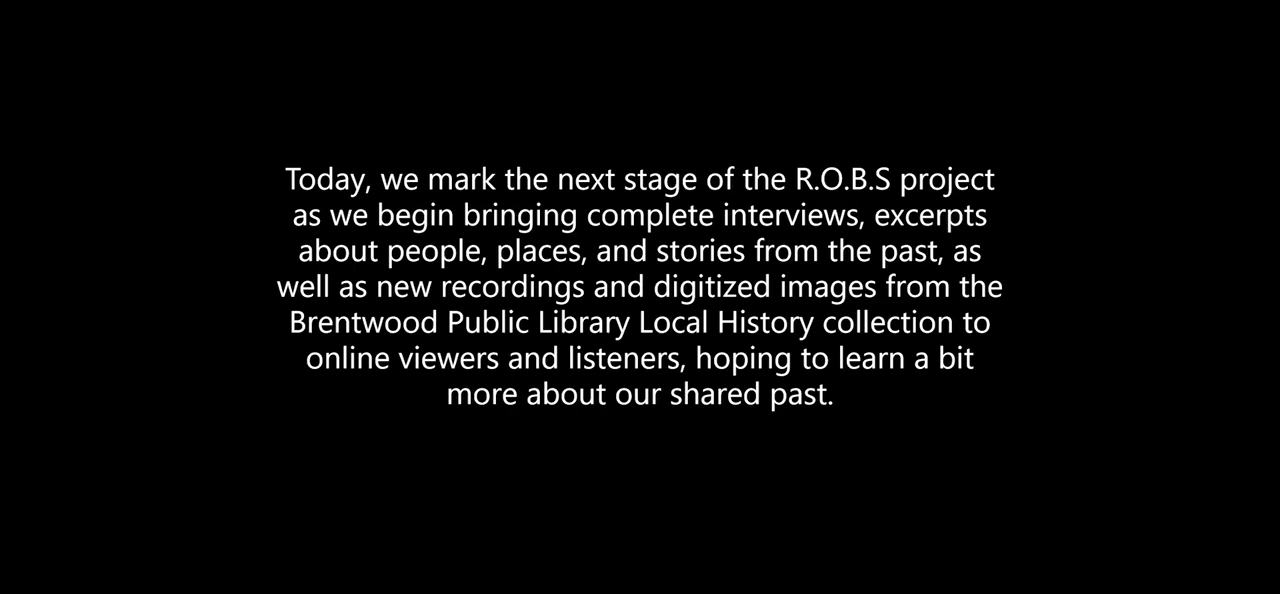 Today, we mark the next stage of the R.O.B.S project
as we begin bringing complete interviews, excerpts
about people, places, and stories from the past, as
well as new recordings and digitized images from the
Brentwood Public Library Local History collection to
online viewers and listeners, hoping to learn a bit
more about our shared past.